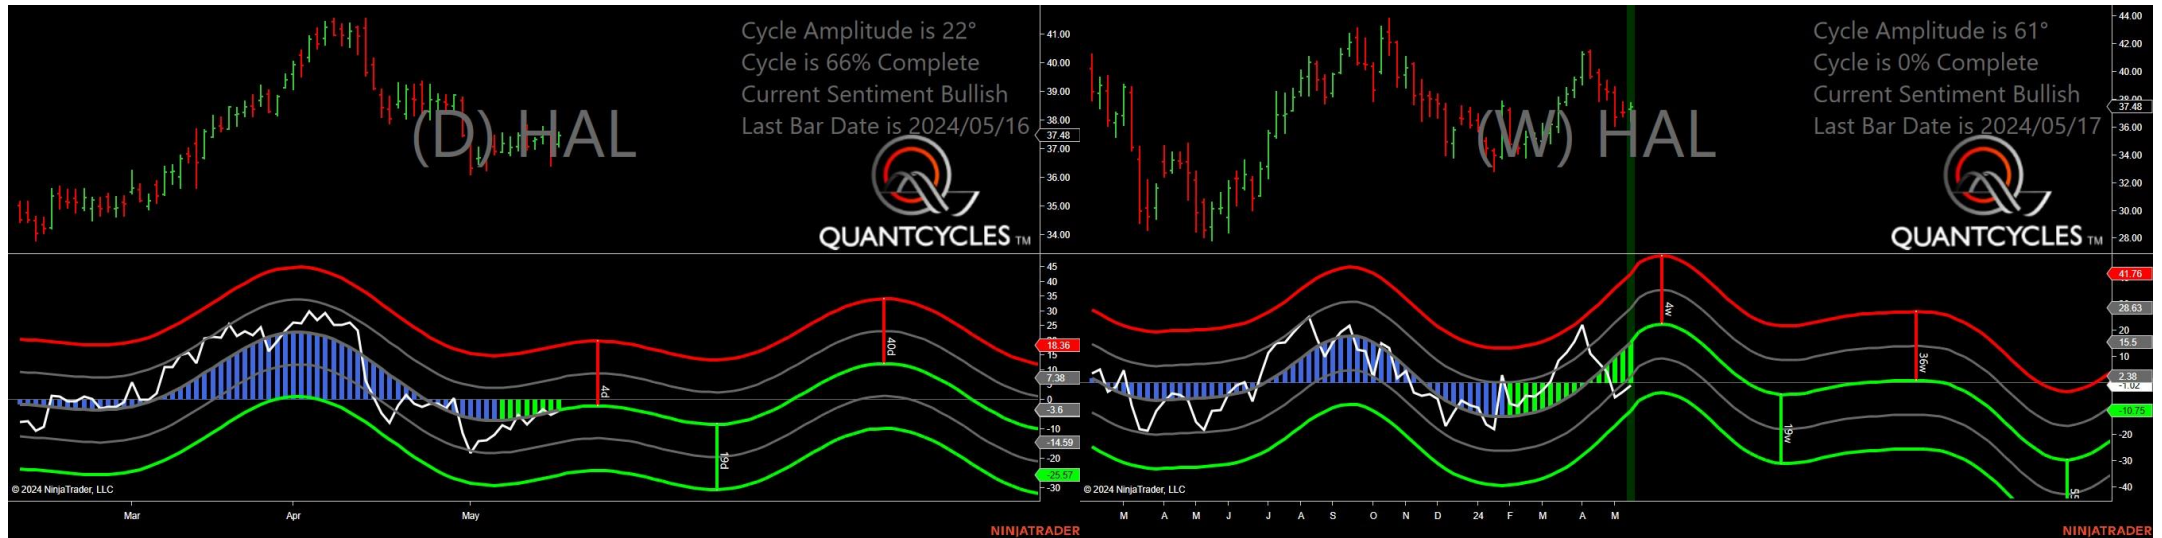 Cycle Amplitude is 22°
Cycle is 66% Complete
Current Sentiment Bullish
Last Bar Date is 2024/05/16
(D) HAL
QUANTCYCLES TM
41.00
40.00
39.00
38.00
37.48
37.00
36.00
35.00
34.00
45
40
35
30
25
18.36
15
10
7.38
0
-3.6
-10
-14.59
-20
-25.57
-30
4d
19d
40d
© 2024 NinjaTrader, LLC
Mar Apr May
NINJATRADER
Cycle Amplitude is 61°
Cycle is 0% Complete
Current Sentiment Bullish
Last Bar Date is 2024/05/17
(W) HAL
QUANTCYCLES TM
44.00
42.00
40.00
38.00
37.48
36.00
34.00
32.00
30.00
28.00
41.76
28.63
20
15.5
10
2.38
-1.02
-10.75
-20
-30
-40
4w
19w
36w
© 2024 NinjaTrader, LLC
M A M J J A S O N D 24 F M A M
NINJATRADER